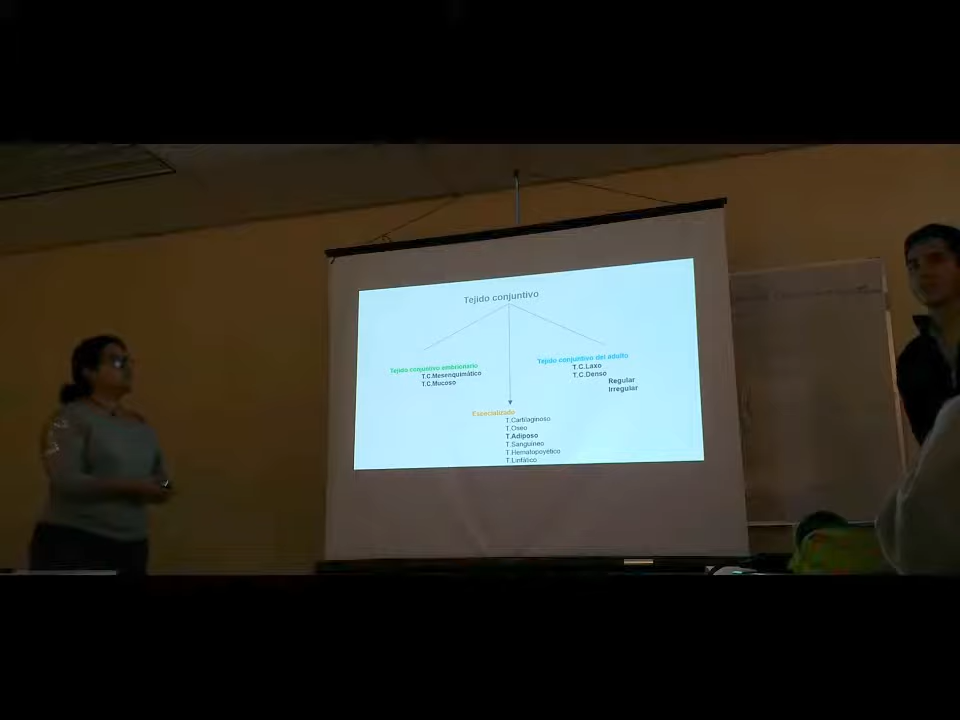 Tejido conjuntivo
Tejido conjuntivo embrionario
T.C.Mesenquimático
T.C.Mucoso
Tejido conjuntivo del adulto
T.C.Laxo
T.C.Denso
Regular
Irregular
Especializado
T.Cartilaginoso
T.Oseo
T.Adiposo
T.Sanguineo
T.Hematopoyético
T.Linfático